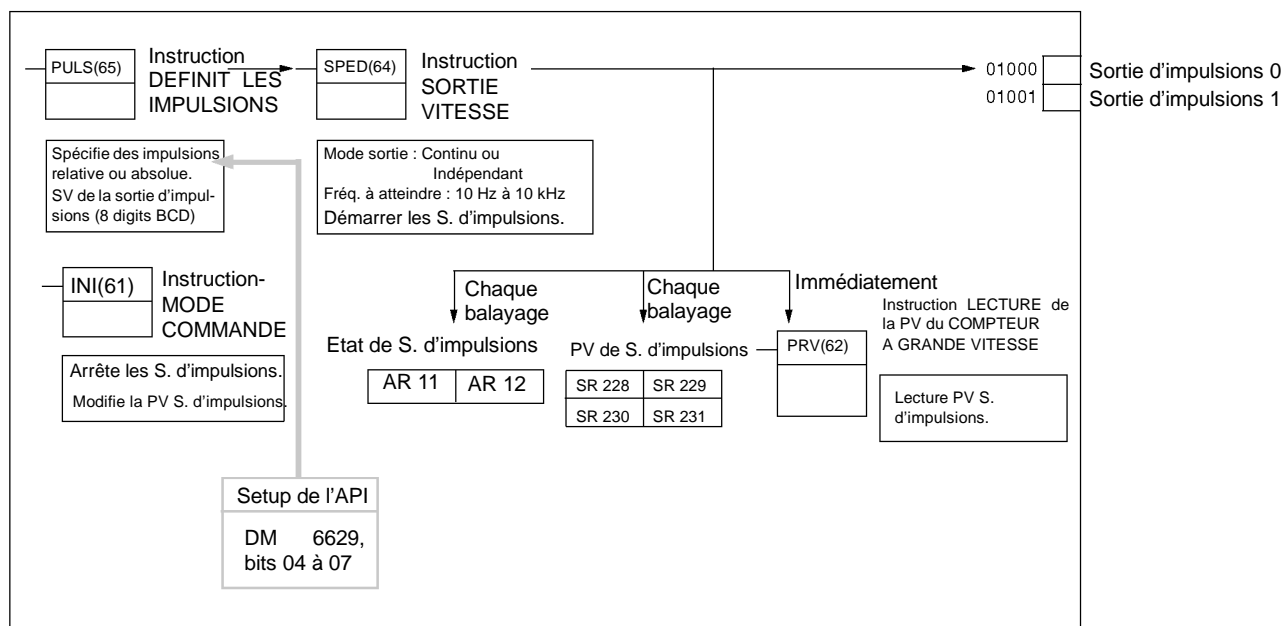 PULS(65)
Instruction
DEFINIT LES
IMPULSIONS
SPED(64)
Instruction
SORTIE
VITESSE
01000
Sortie d'impulsions 0
01001
Sortie d'impulsions 1
Spécifie des impulsions
relative ou absolue.
SV de la sortie d'impul-
sions (8 digits BCD)
Mode sortie : Continu ou
Indépendant
Fréq. à atteindre : 10 Hz à 10 kHz
Démarrer les S. d'impulsions.
INI(61)
Instruction-
MODE
COMMANDE
Arrête les S. d'impulsions.
Modifie la PV S. d'impulsions.
Chaque
balayage
Chaque
balayage
Immédiatement
Etat de S. d'impulsions
AR 11
AR 12
PV de S. d'impulsions
SR 228
SR 229
SR 230
SR 231
PRV(62)
Instruction LECTURE de
la PV du COMPTEUR
A GRANDE VITESSE
Lecture PV S.
d'impulsions.
Setup de l'API
DM 6629,
bits 04 à 07